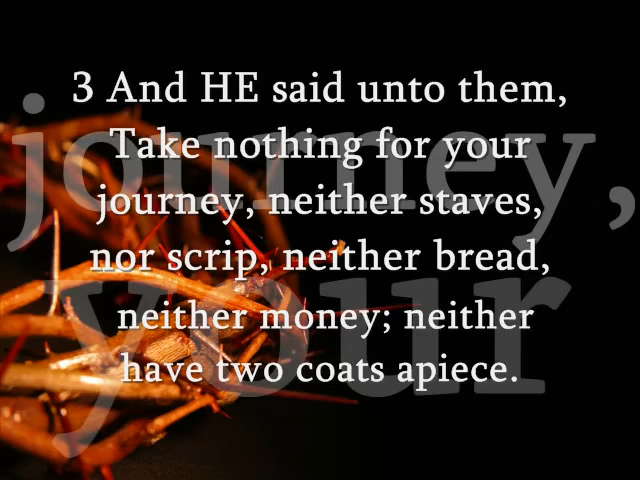 3 And HE said unto them,
Take nothing for your
journey, neither staves,
nor scrip, neither bread,
neither money; neither
have two coats apiece.
journey,
your